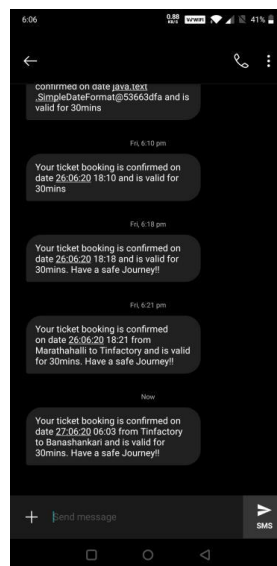 6:06
0.88
KB/S
VoWIFI
41%
confirmed on date java.text
.SimpleDateFormat@53663dfa and is
valid for 30mins
Fri, 6:10 pm
Your ticket booking is confirmed on
date 26:06:20 18:10 and is valid for
30mins
Fri, 6:18 pm
Your ticket booking is confirmed on
date 26:06:20 18:18 and is valid for
30mins. Have a safe Journey!!
Fri, 6:21 pm
Your ticket booking is confirmed
on date 26:06:20 18:21 from
Marathahalli to Tinfactory and is valid
for 30mins. Have a safe Journey!!
Now
Your ticket booking is confirmed on
date 27:06:20 06:03 from Tinfactory
to Banashankari and is valid for
30mins. Have a safe Journey!!
Send message
SMS